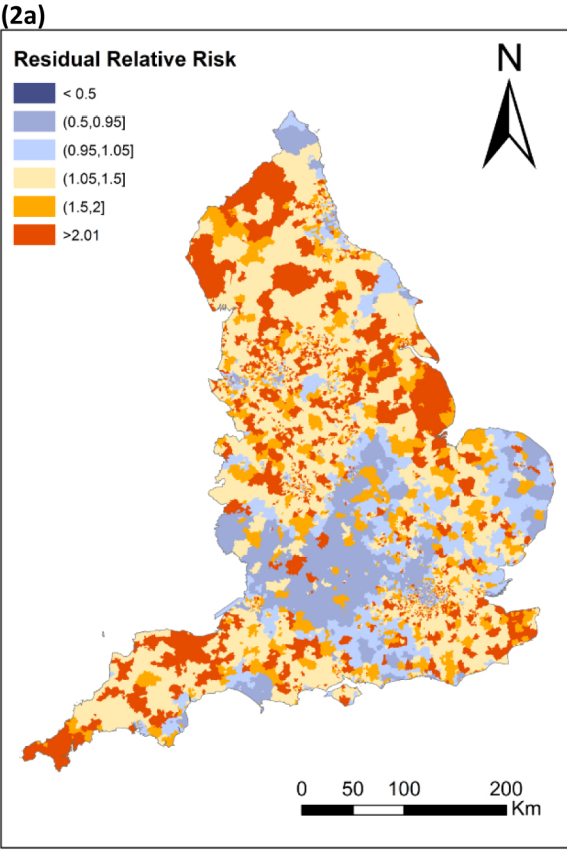 (2a)
Residual Relative Risk
< 0.5
(0.5,0.95]
(0.95,1.05]
(1.05,1.5]
(1.5,2]
>2.01
N
0 50 100 200
Km